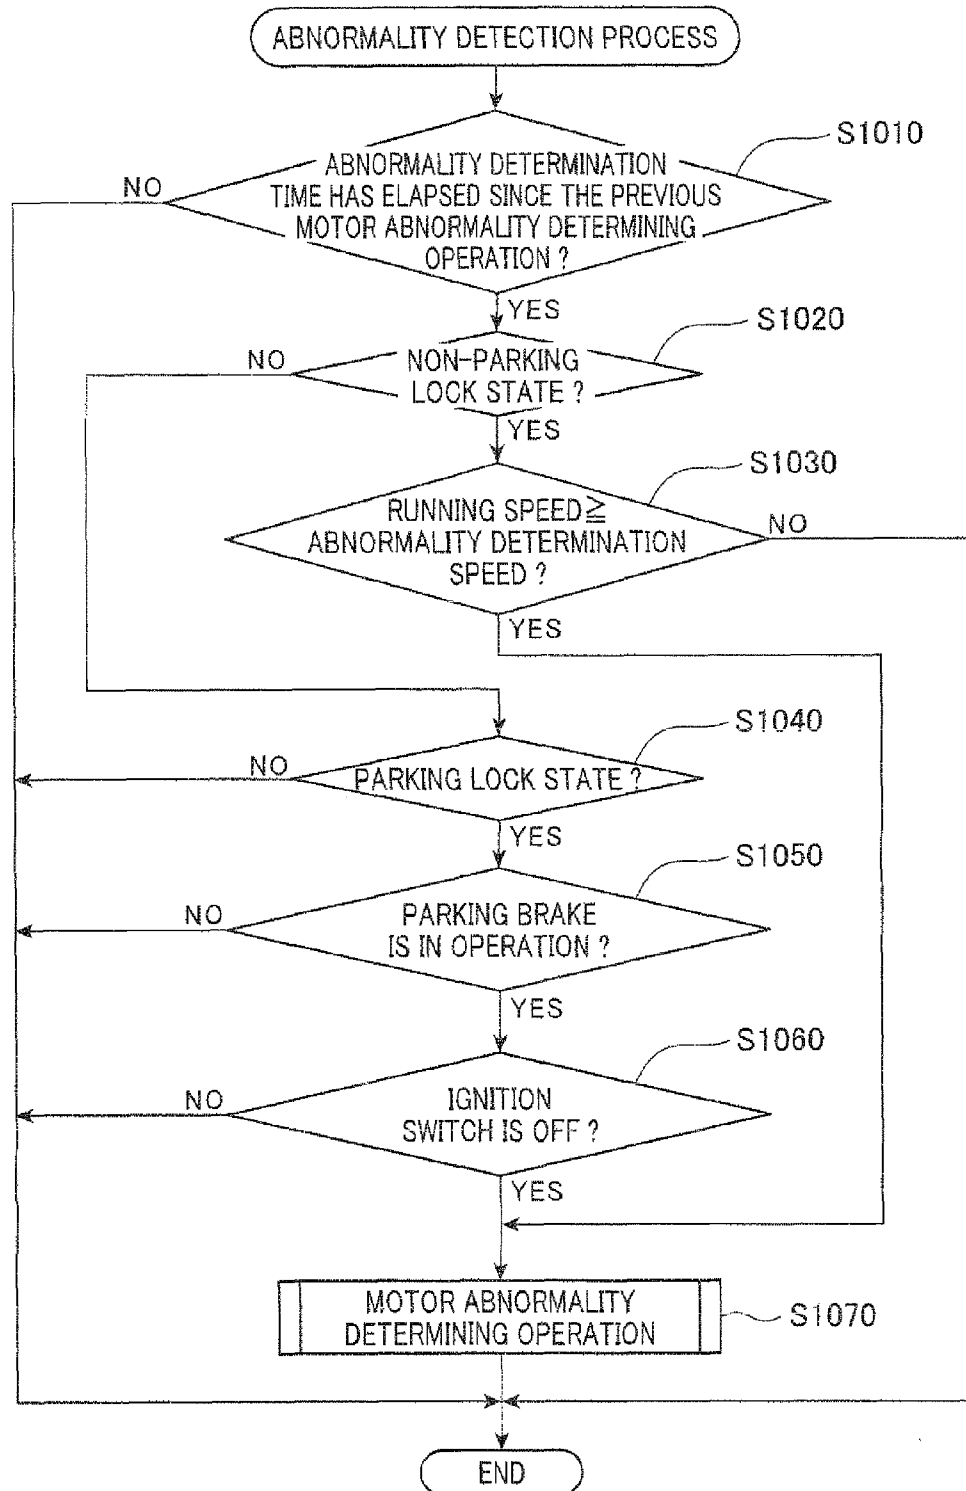 ABNORMALITY DETECTION PROCESS
S1010
ABNORMALITY DETERMINATION
TIME HAS ELAPSED SINCE THE PREVIOUS
MOTOR ABNORMALITY DETERMINING
OPERATION ?
NO
YES
S1020
NON-PARKING
LOCK STATE ?
NO
YES
S1030
RUNNING SPEED≧
ABNORMALITY DETERMINATION
SPEED ?
NO
YES
S1040
PARKING LOCK STATE ?
NO
YES
S1050
PARKING BRAKE
IS IN OPERATION ?
NO
YES
S1060
IGNITION
SWITCH IS OFF ?
NO
YES
MOTOR ABNORMALITY
DETERMINING OPERATION
S1070
END